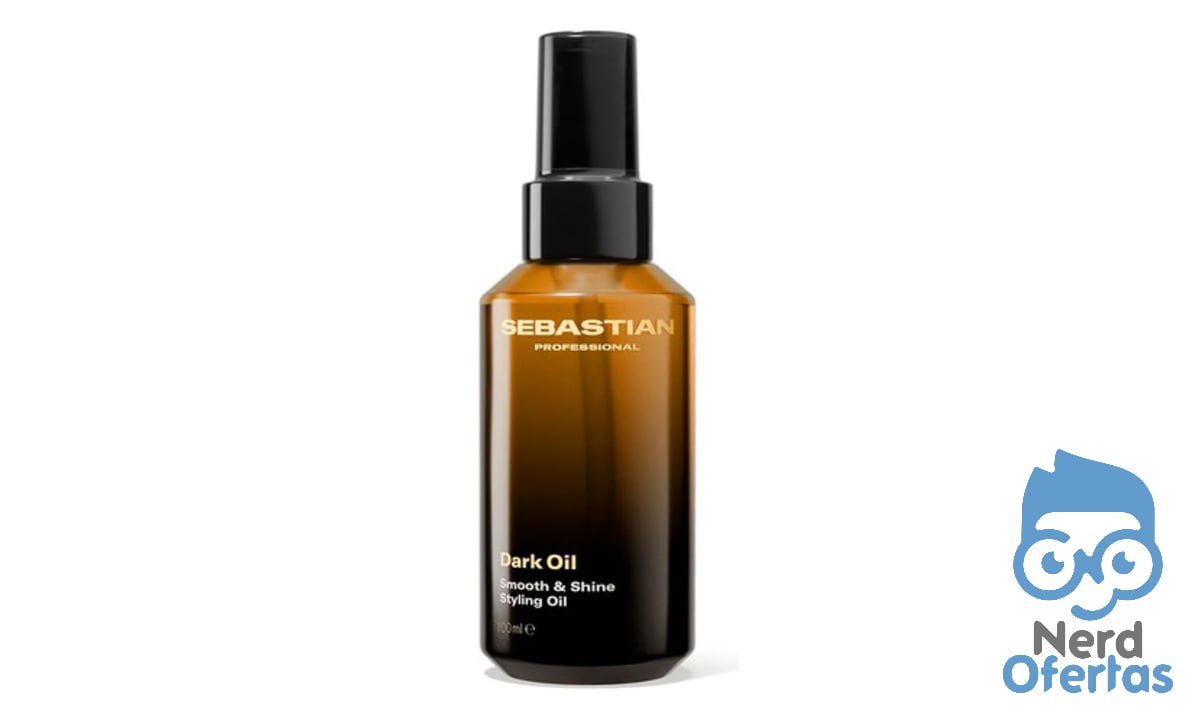 SEBASTIAN
PROFESSIONAL
Dark Oil
Smooth & Shine
Styling Oil
100ml e
Nerd
Ofertas